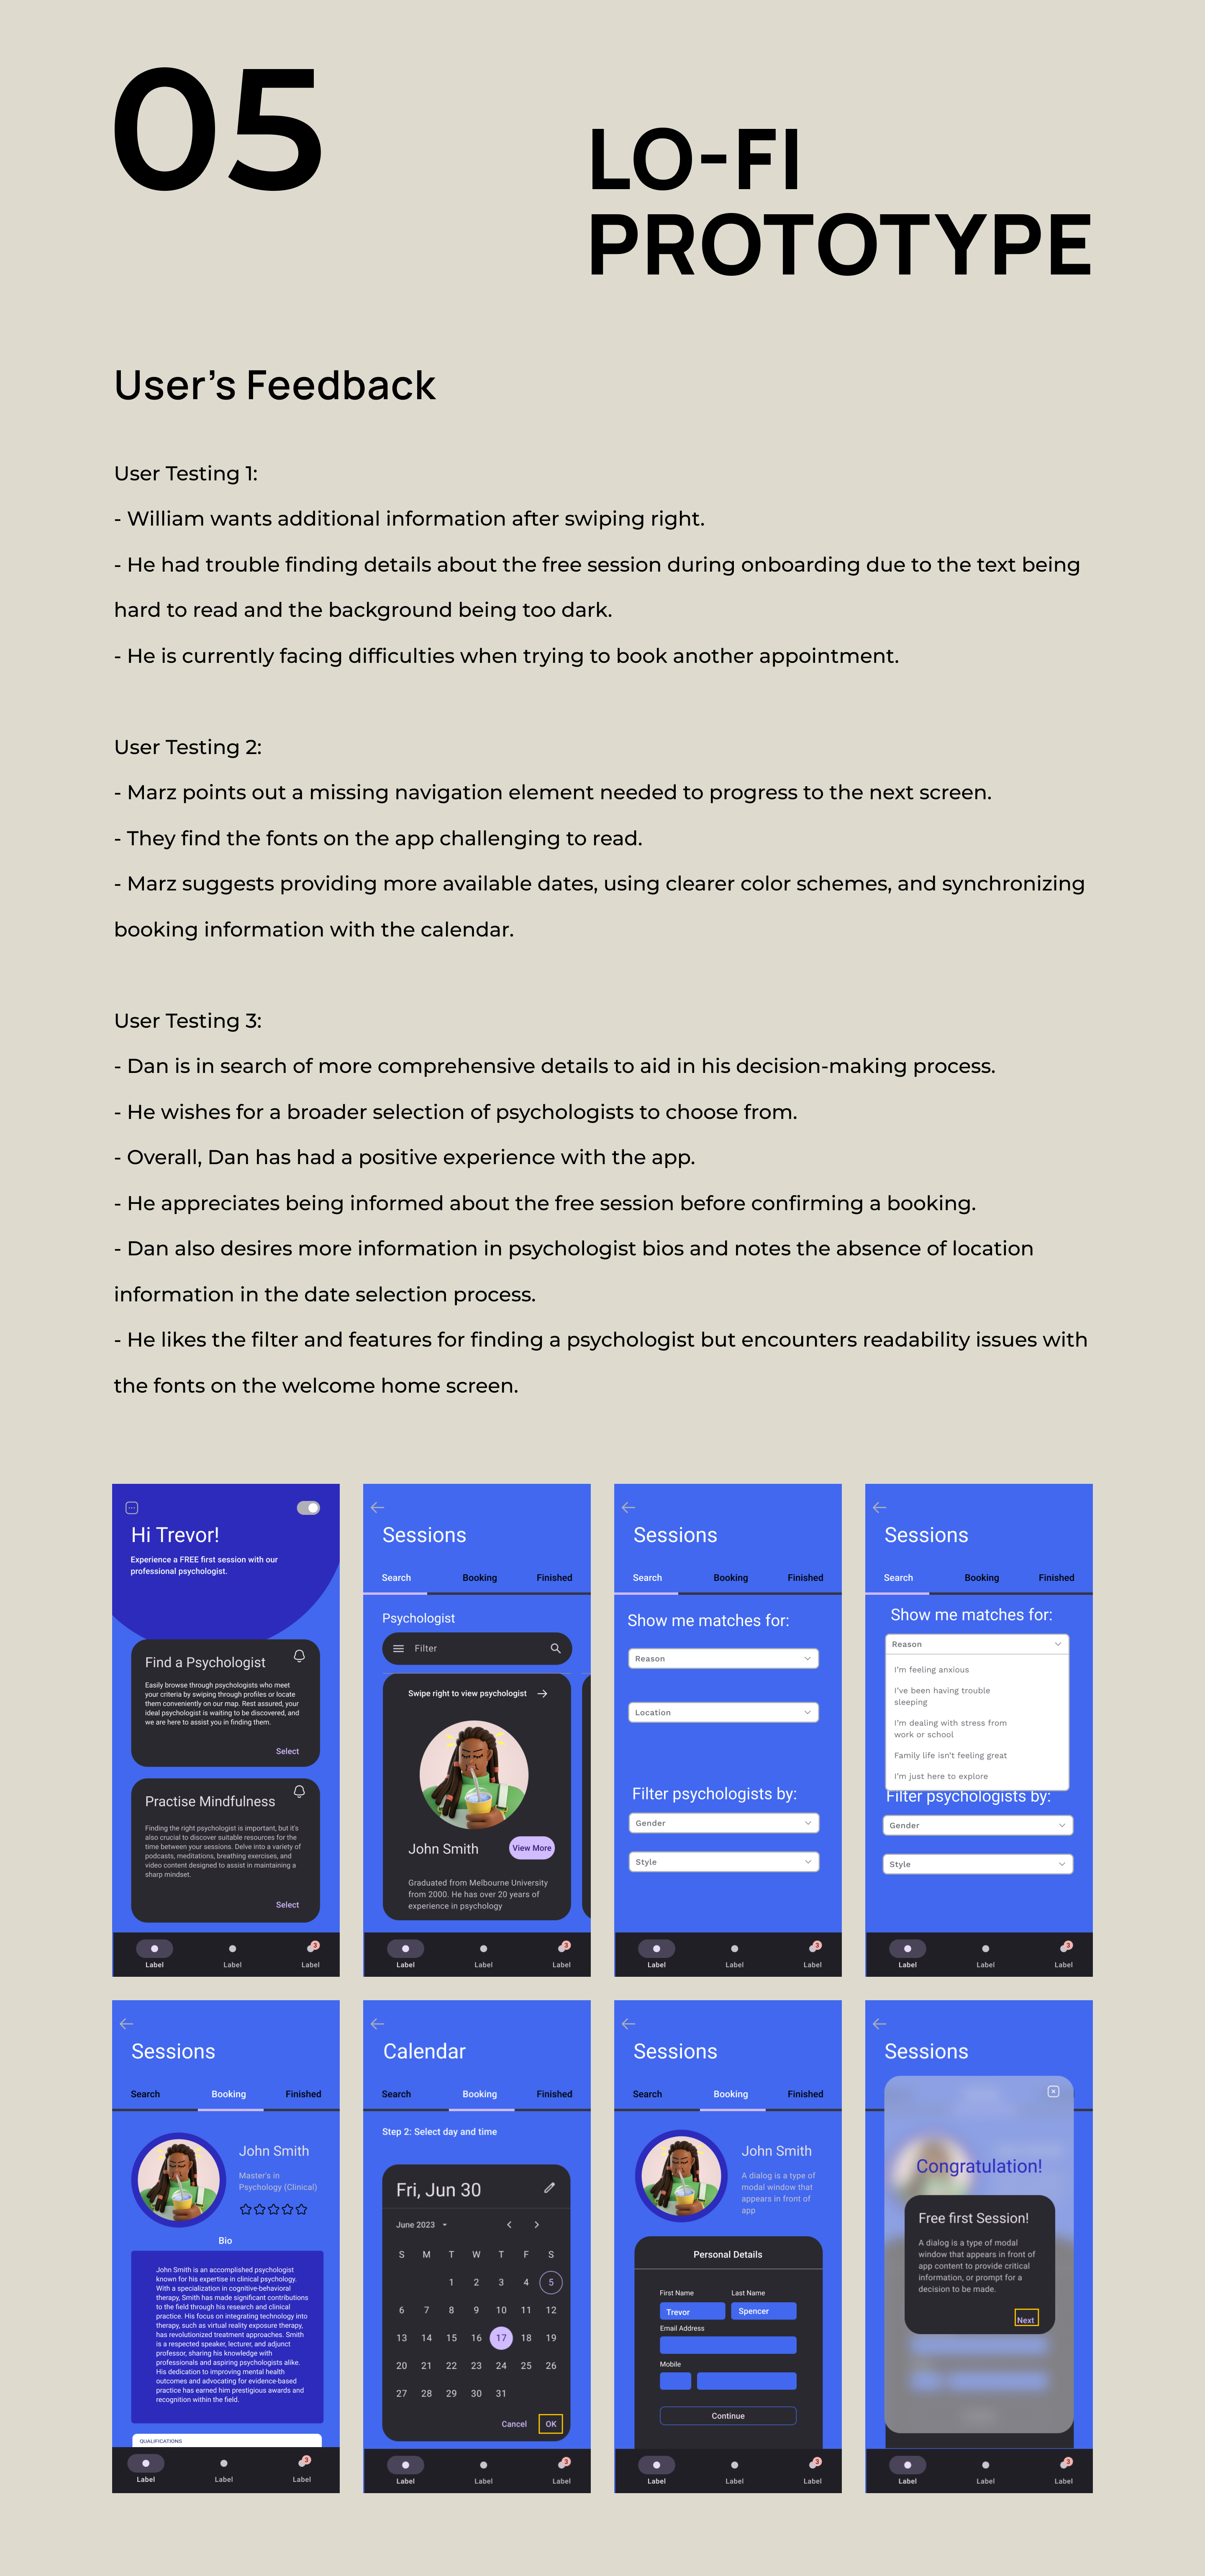 05
LO-FI
PROTOTYPE
User's Feedback
User Testing 1:
- William wants additional information after swiping right.
- He had trouble finding details about the free session during onboarding due to the text being
hard to read and the background being too dark.
- He is currently facing difficulties when trying to book another appointment.
User Testing 2:
- Marz points out a missing navigation element needed to progress to the next screen.
- They find the fonts on the app challenging to read.
- Marz suggests providing more available dates, using clearer color schemes, and synchronizing
booking information with the calendar.
User Testing 3:
- Dan is in search of more comprehensive details to aid in his decision-making process.
- He wishes for a broader selection of psychologists to choose from.
- Overall, Dan has had a positive experience with the app.
- He appreciates being informed about the free session before confirming a booking.
- Dan also desires more information in psychologist bios and notes the absence of location
information in the date selection process.
- He likes the filter and features for finding a psychologist but encounters readability issues with
the fonts on the welcome home screen.
Hi Trevor!
Experience a FREE first session with our
professional psychologist.
Find a Psychologist
Easily browse through psychologists who meet
your criteria by swiping through profiles or locate
them conveniently on our map. Rest assured, your
ideal psychologist is waiting to be discovered, and
we are here to assist you in finding them.
Select
Practise Mindfulness
Finding the right psychologist is important, but it's
also crucial to discover suitable resources for the
time between your sessions. Delve into a variety of
podcasts, meditations, breathing exercises, and
video content designed to assist in maintaining a
sharp mindset.
Select
3
Label Label Label
Sessions
Search Booking Finished
Psychologist
Filter
Swipe right to view psychologist
John Smith
View More
Graduated from Melbourne University
from 2000. He has over 20 years of
experience in psychology
3
Label Label Label
Sessions
Search Booking Finished
Show me matches for:
Reason
Location
Filter psychologists by:
Gender
Style
3
Label Label Label
Sessions
Search Booking Finished
Show me matches for:
Reason
I'm feeling anxious
I've been having trouble
sleeping
I'm dealing with stress from
work or school
Family life isn't feeling great
I'm just here to explore
Filter psychologists by:
Gender
Style
3
Label Label Label
Sessions
Search Booking Finished
John Smith
Master's in
Psychology (Clinical)
Bio
John Smith is an accomplished psychologist
known for his expertise in clinical psychology.
With a specialization in cognitive-behavioral
therapy, Smith has made significant contributions
to the field through his research and clinical
practice. His focus on integrating technology into
therapy, such as virtual reality exposure therapy,
has revolutionized treatment approaches. Smith
is a respected speaker, lecturer, and adjunct
professor, sharing his knowledge with
professionals and aspiring psychologists alike.
His dedication to improving mental health
outcomes and advocating for evidence-based
practice has earned him prestigious awards and
recognition within the field.
QUALIFICATIONS
3
Label Label Label
Calendar
Search Booking Finished
Step 2: Select day and time
Fri, Jun 30
June 2023
S M T W T F S
1 2 3 4 5
6 7 8 9 10 11 12
13 14 15 16 17 18 19
20 21 22 23 24 25 26
27 28 29 30 31
Cancel OK
3
Label Label Label
Sessions
Search Booking Finished
John Smith
A dialog is a type of
modal window that
appears in front of
app
Personal Details
First Name Last Name
Trevor Spencer
Email Address
Mobile
Continue
3
Label Label Label
Sessions
Congratulation!
Free first Session!
A dialog is a type of modal
window that appears in front of
app content to provide critical
information, or prompt for a
decision to be made.
Next
3
Label Label Label